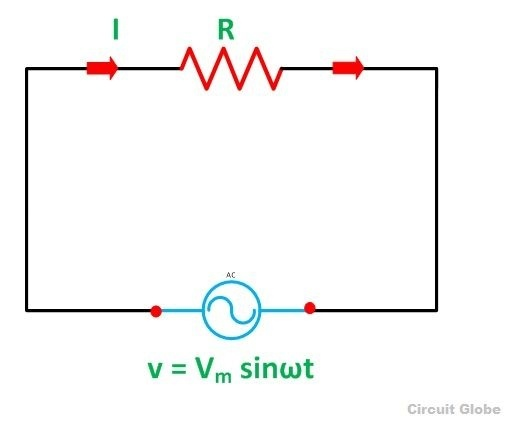 I R
AC
v = Vₘ sinωt
Circuit Globe